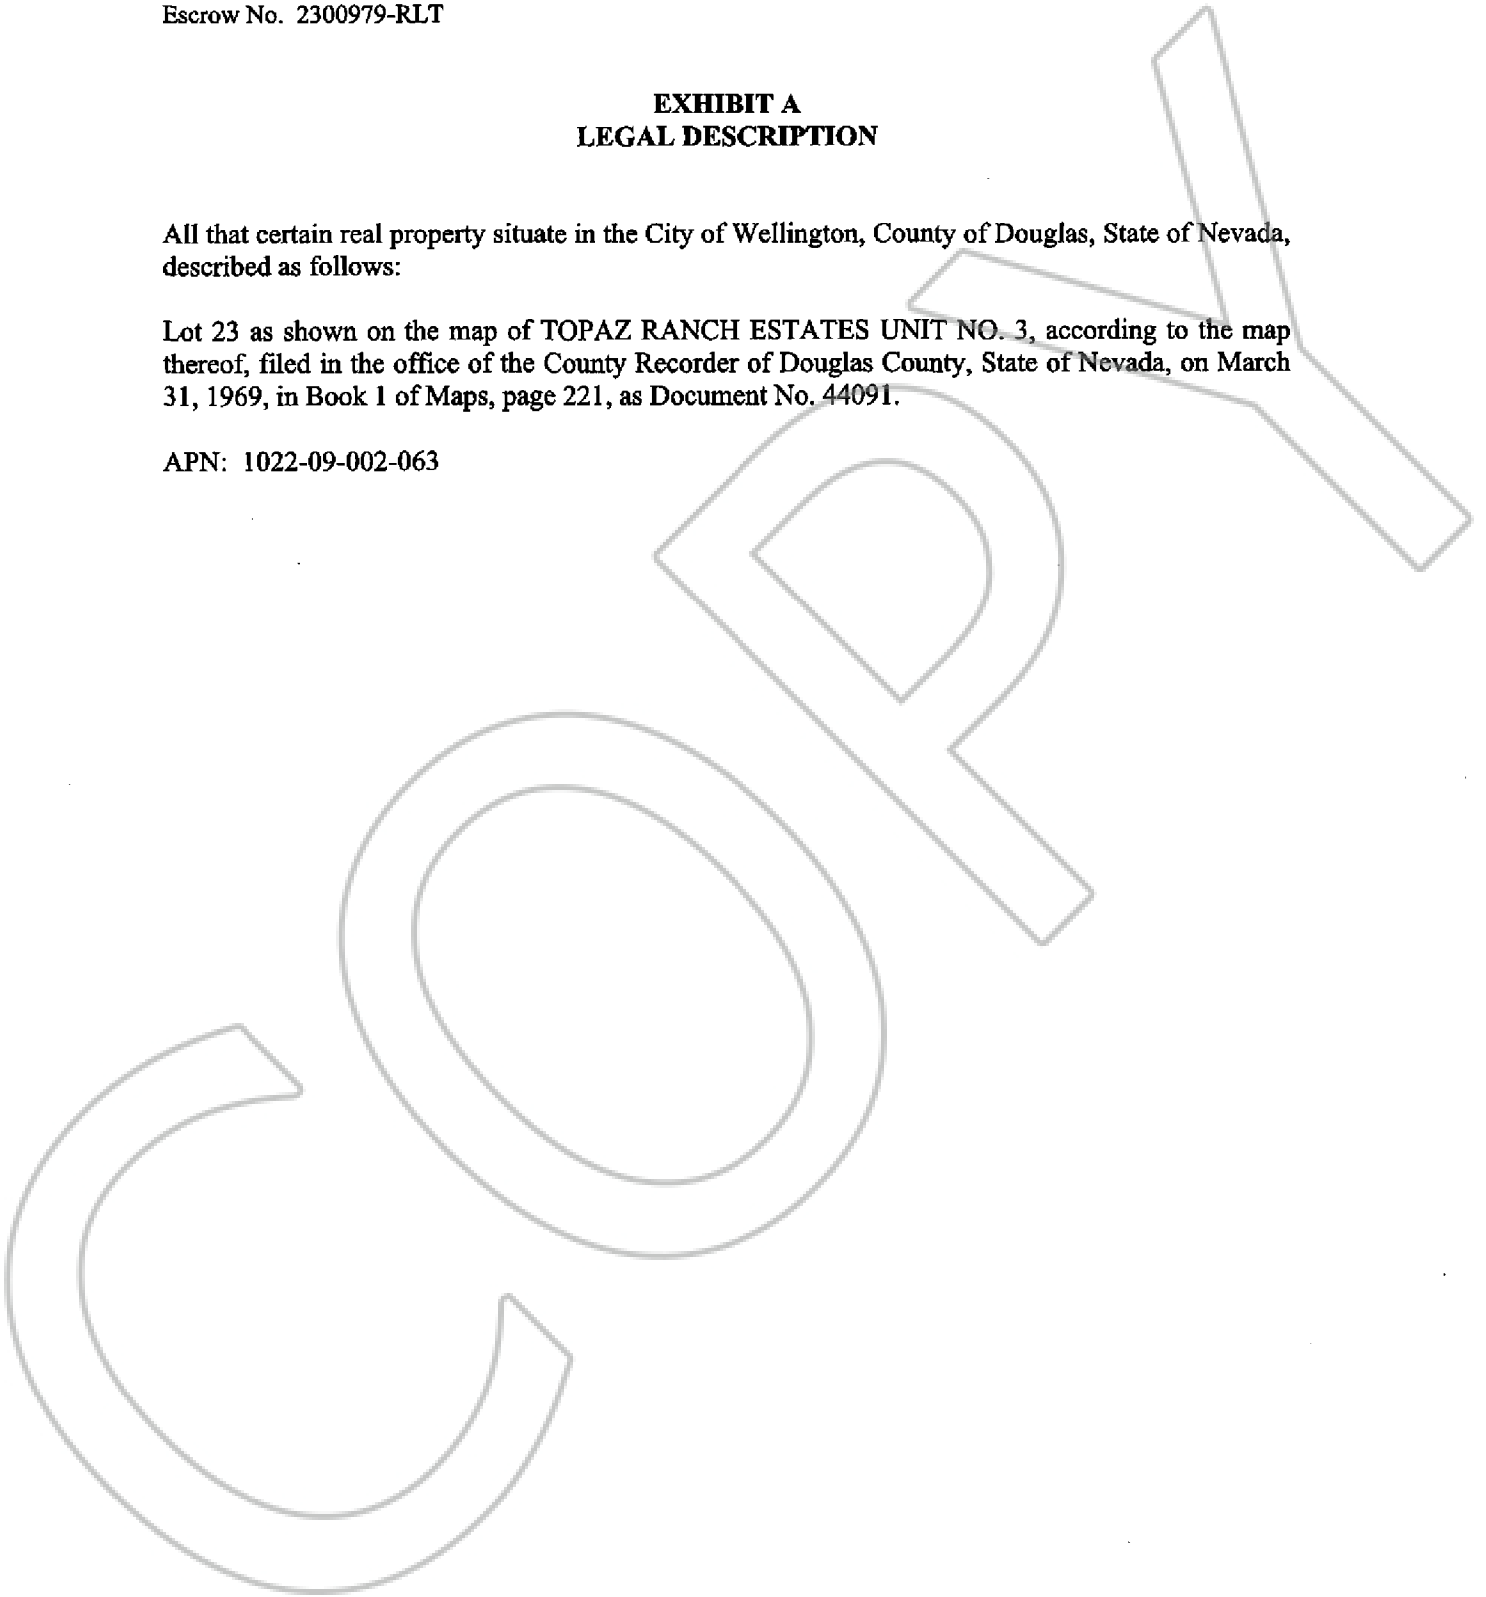 Escrow No. 2300979-RLT
EXHIBIT A
LEGAL DESCRIPTION
All that certain real property situate in the City of Wellington, County of Douglas, State of Nevada,
described as follows:
Lot 23 as shown on the map of TOPAZ RANCH ESTATES UNIT NO. 3, according to the map
thereof, filed in the office of the County Recorder of Douglas County, State of Nevada, on March
31, 1969, in Book 1 of Maps, page 221, as Document No. 44091.
APN: 1022-09-002-063
COPY